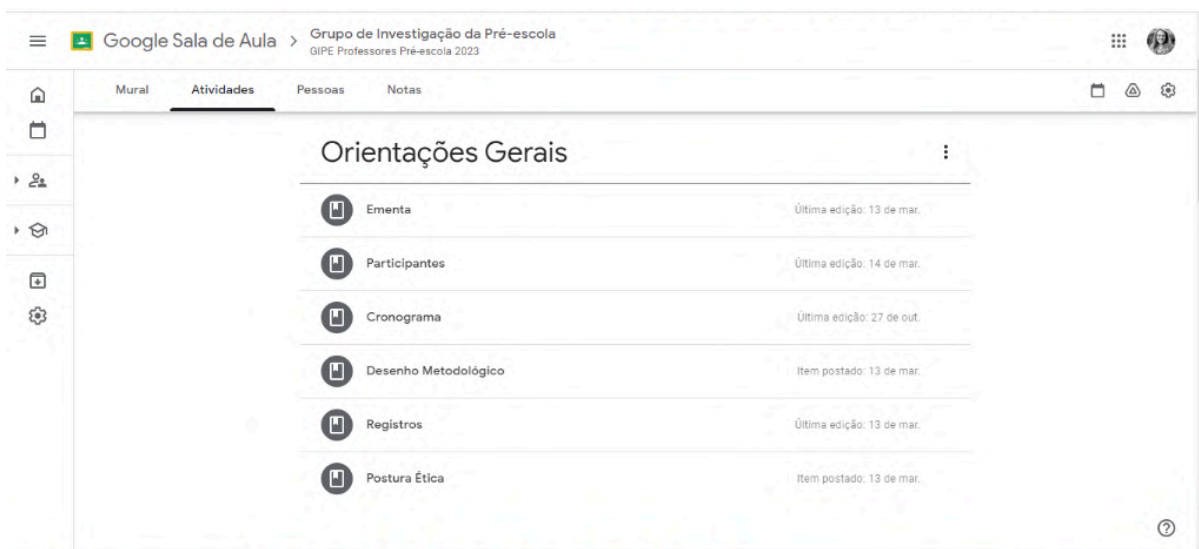 Google Sala de Aula > Grupo de Investigação da Pré-escola
GIPE Professores Pré-escola 2023
Mural Atividades Pessoas Notas
Orientações Gerais
Ementa Última edição: 13 de mar.
Participantes Última edição: 14 de mar.
Cronograma Última edição: 27 de out.
Desenho Metodológico Item postado: 13 de mar.
Registros Última edição: 13 de mar.
Postura Ética Item postado: 13 de mar.